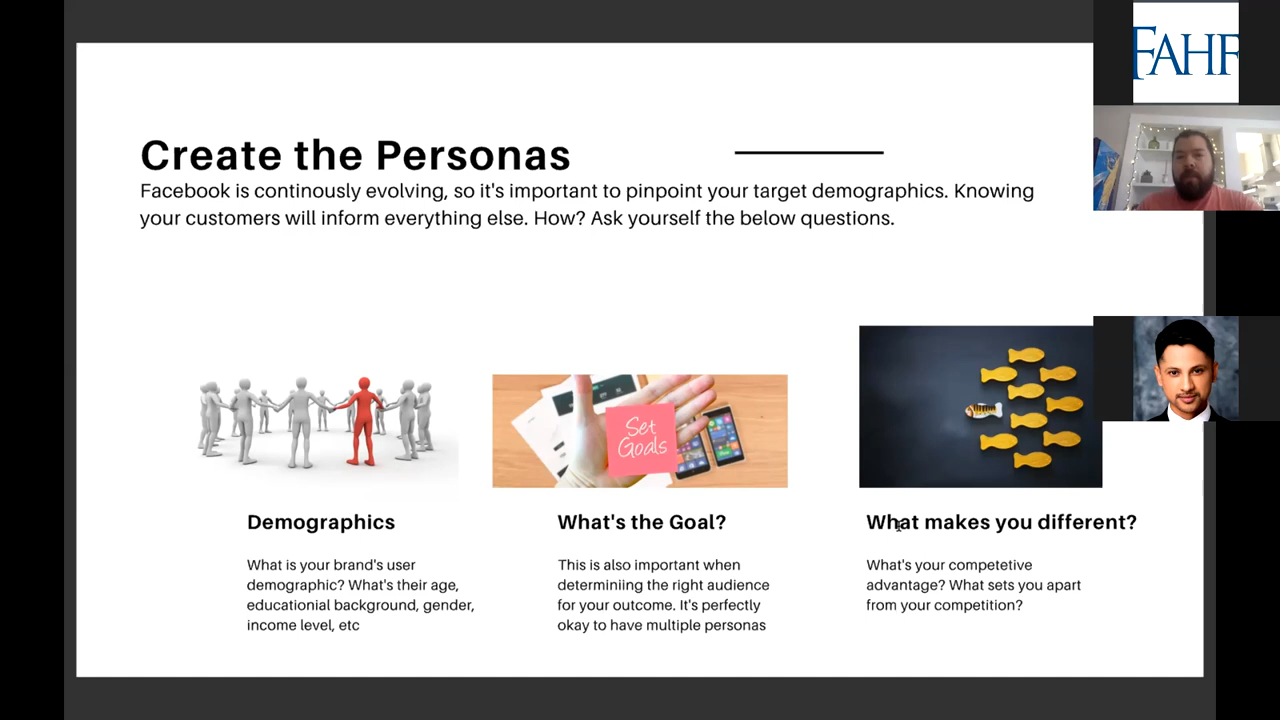 FAHF
Create the Personas
Facebook is continously evolving, so it's important to pinpoint your target demographics. Knowing
your customers will inform everything else. How? Ask yourself the below questions.
Set
Goals
Demographics
What is your brand's user
demographic? What's their age,
educationial background, gender,
income level, etc
What's the Goal?
This is also important when
determiniing the right audience
for your outcome. It's perfectly
okay to have multiple personas
What makes you different?
What's your competetive
advantage? What sets you apart
from your competition?